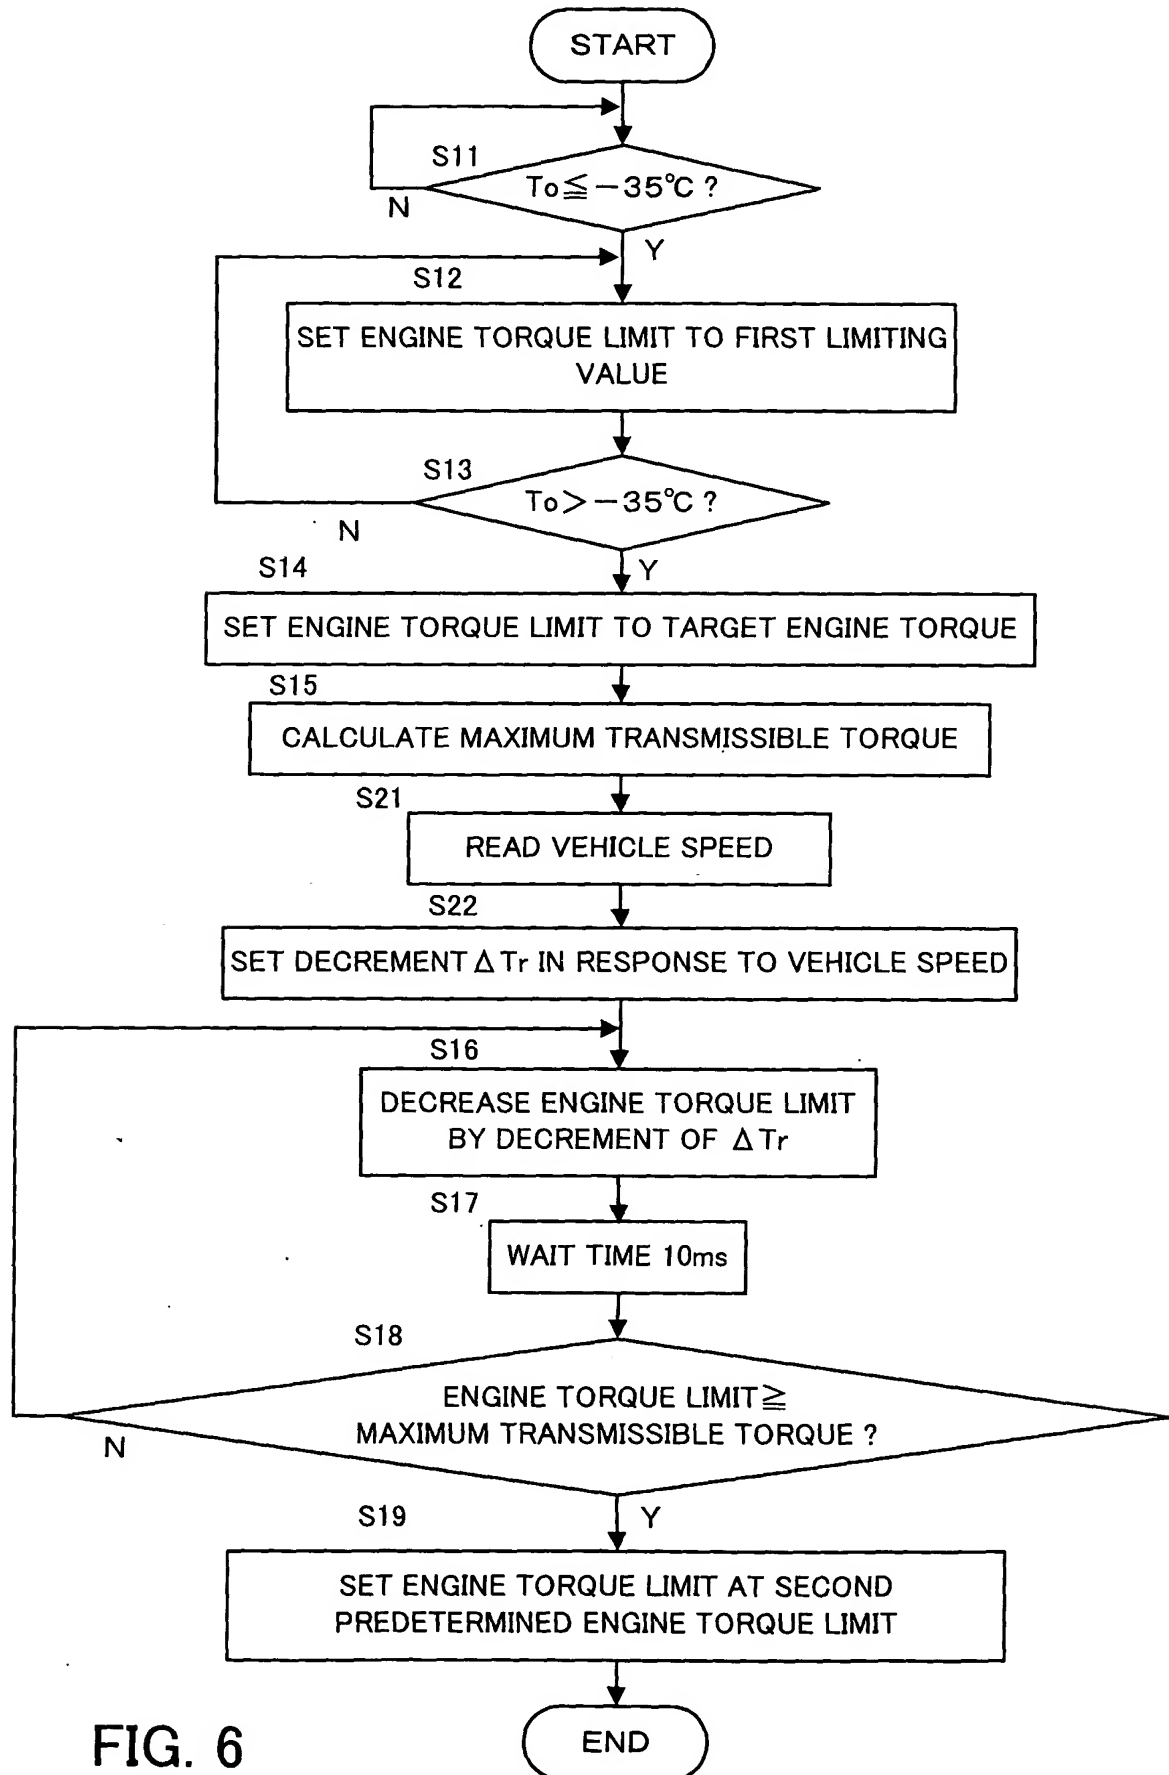 START
S11
To≦−35℃?
N
Y
S12
SET ENGINE TORQUE LIMIT TO FIRST LIMITING
VALUE
S13
To>−35℃?
N
Y
S14
SET ENGINE TORQUE LIMIT TO TARGET ENGINE TORQUE
S15
CALCULATE MAXIMUM TRANSMISSIBLE TORQUE
S21
READ VEHICLE SPEED
S22
SET DECREMENT ΔTr IN RESPONSE TO VEHICLE SPEED
S16
DECREASE ENGINE TORQUE LIMIT
BY DECREMENT OF ΔTr
S17
WAIT TIME 10ms
S18
ENGINE TORQUE LIMIT≧
MAXIMUM TRANSMISSIBLE TORQUE?
N
Y
S19
SET ENGINE TORQUE LIMIT AT SECOND
PREDETERMINED ENGINE TORQUE LIMIT
END
FIG. 6